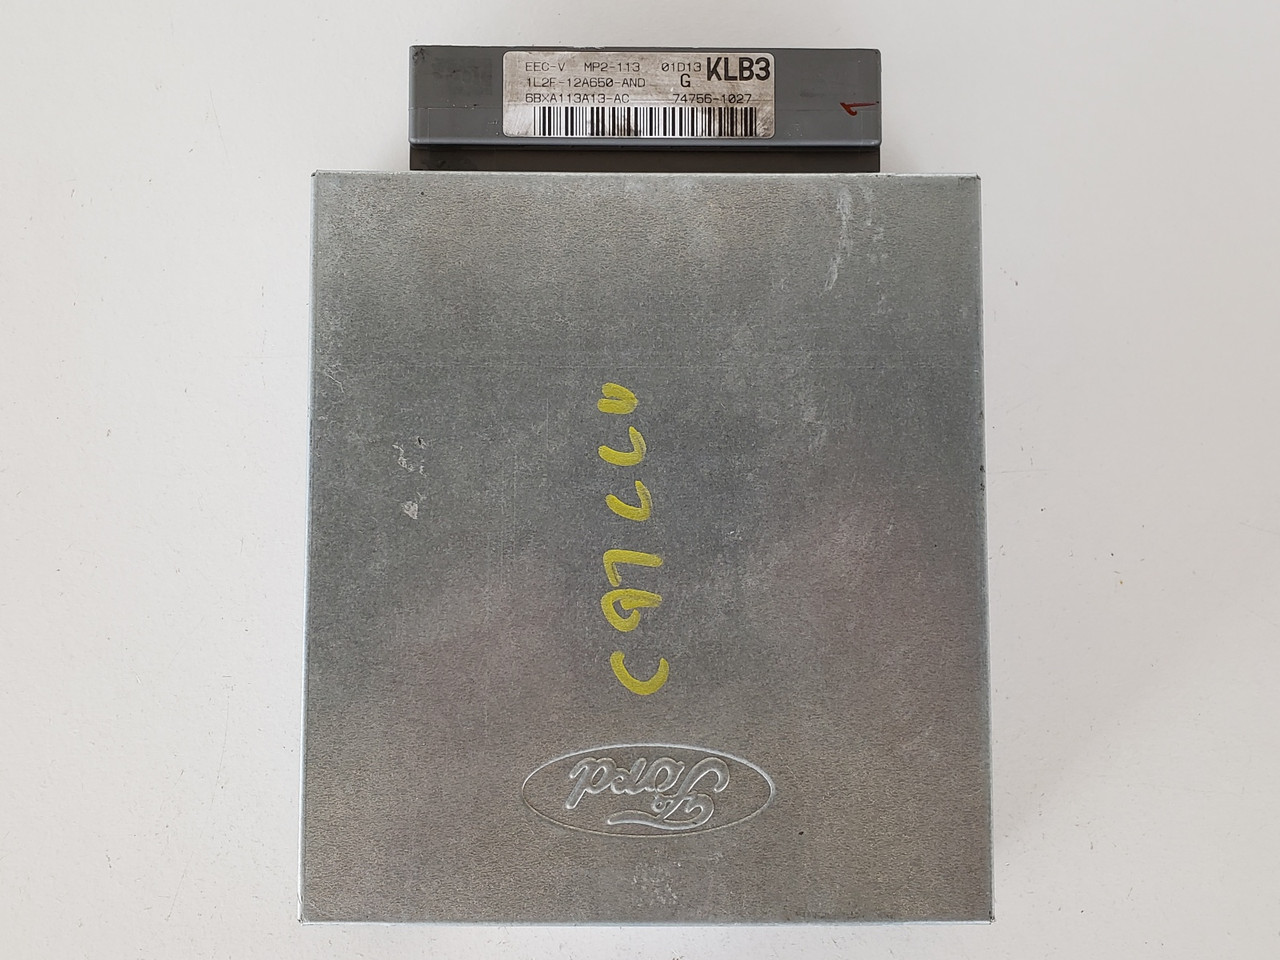 EEC-V MP2-113 01D13 KLB3
1L2F-12A650-AND G
6BXA113A13-AC 74756-1027
Ford